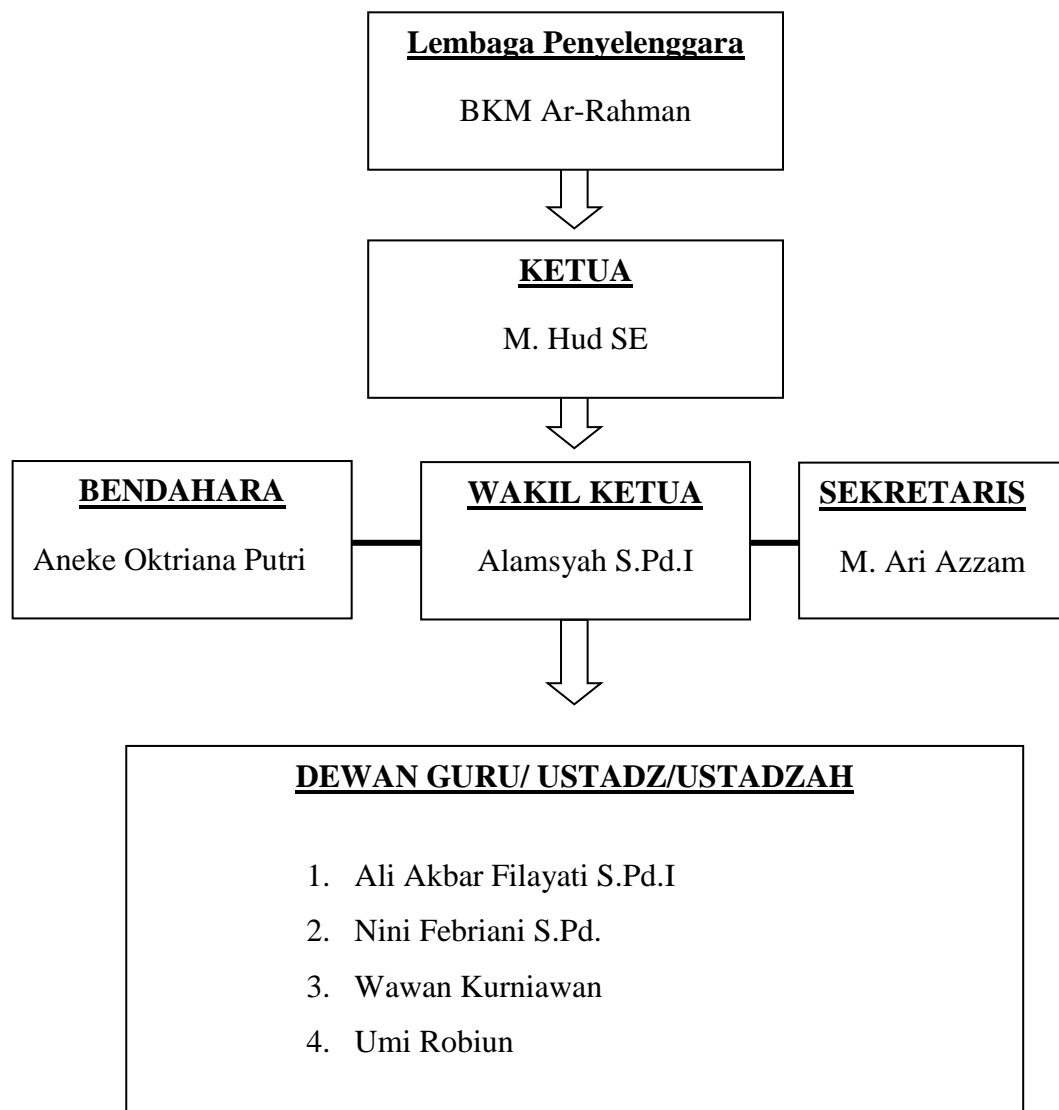 Lembaga Penyelenggara
BKM Ar-Rahman
KETUA
M. Hud SE
BENDAHARA
Aneke Oktriana Putri
WAKIL KETUA
Alamsyah S.Pd.I
SEKRETARIS
M. Ari Azzam
DEWAN GURU/ USTADZ/USTADZAH
1. Ali Akbar Filayati S.Pd.I
2. Nini Febriani S.Pd.
3. Wawan Kurniawan
4. Umi Robiun